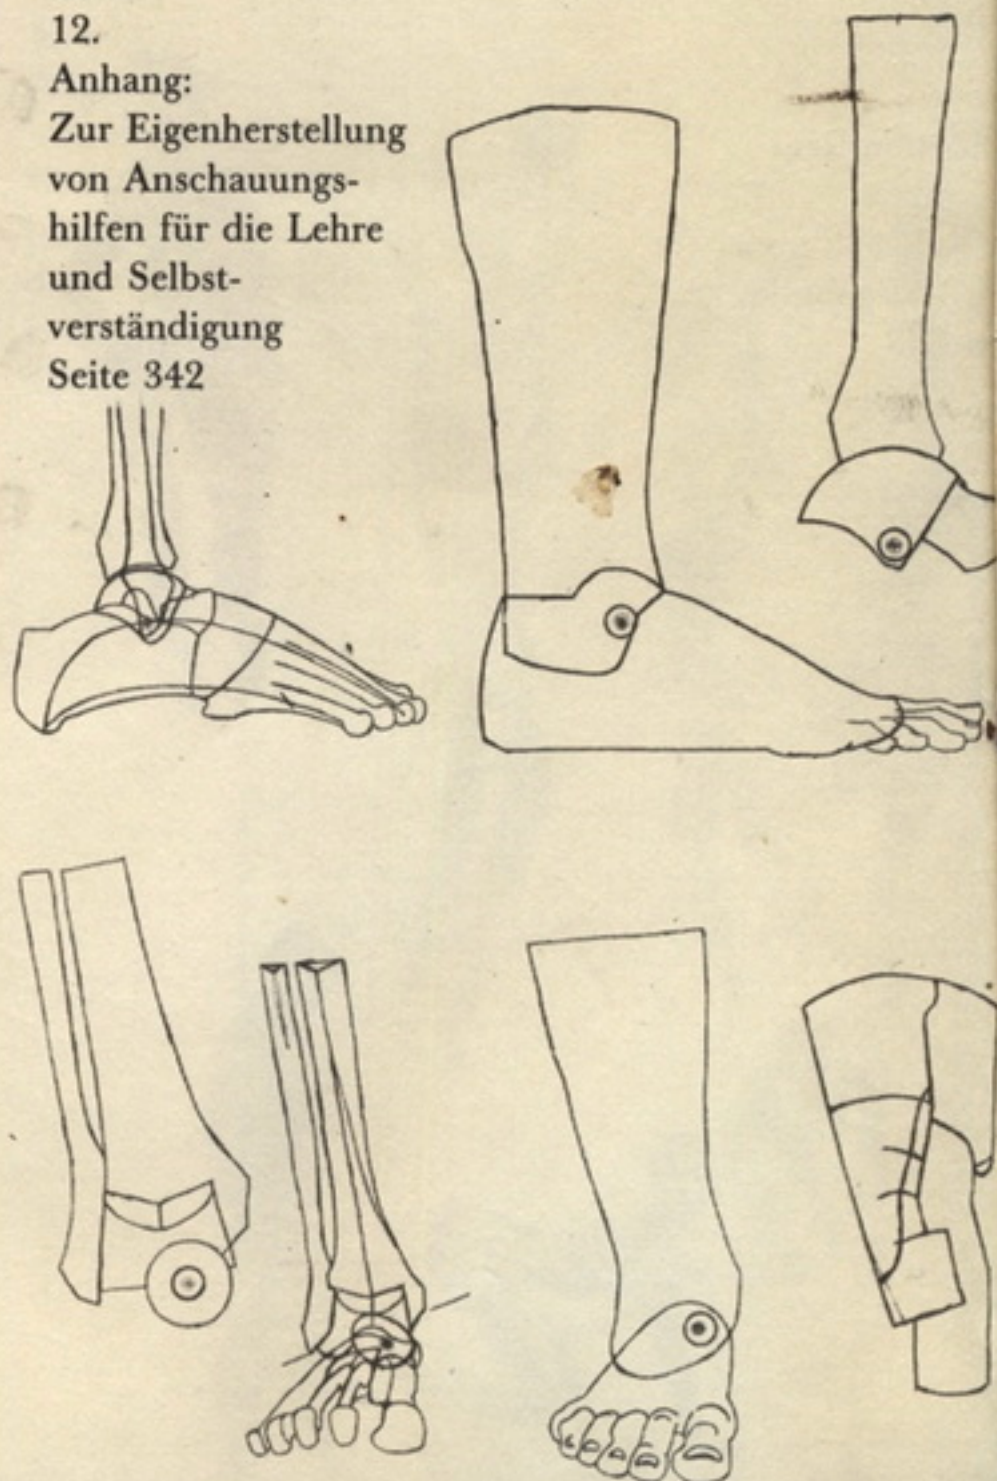 12.
Anhang:
Zur Eigenherstellung
von Anschauungs-
hilfen für die Lehre
und Selbst-
verständigung
Seite 342